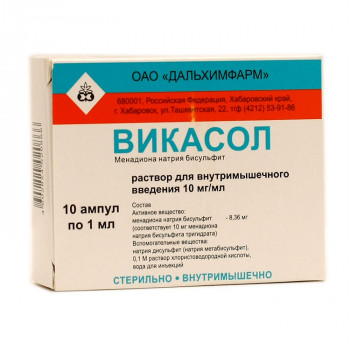 ОАО «ДАЛЬХИМФАРМ»
680001, Российская Федерация, Хабаровский край,
г. Хабаровск, ул.Ташкентская, 22, т/ф (4212) 53-91-86
ВИКАСОЛ
Менадиона натрия бисульфит
раствор для внутримышечного
введения 10 мг/мл
10 ампул
по 1 мл
Состав
Активное вещество:
менадиона натрия бисульфит - 8,36 мг
(соответствует 10 мг менадиона
натрия бисульфита тригидрата)
Вспомогательные вещества:
натрия дисульфит (натрия метабисульфит),
0,1 М раствор хлористоводородной кислоты,
вода для инъекций
СТЕРИЛЬНО • ВНУТРИМЫШЕЧНО